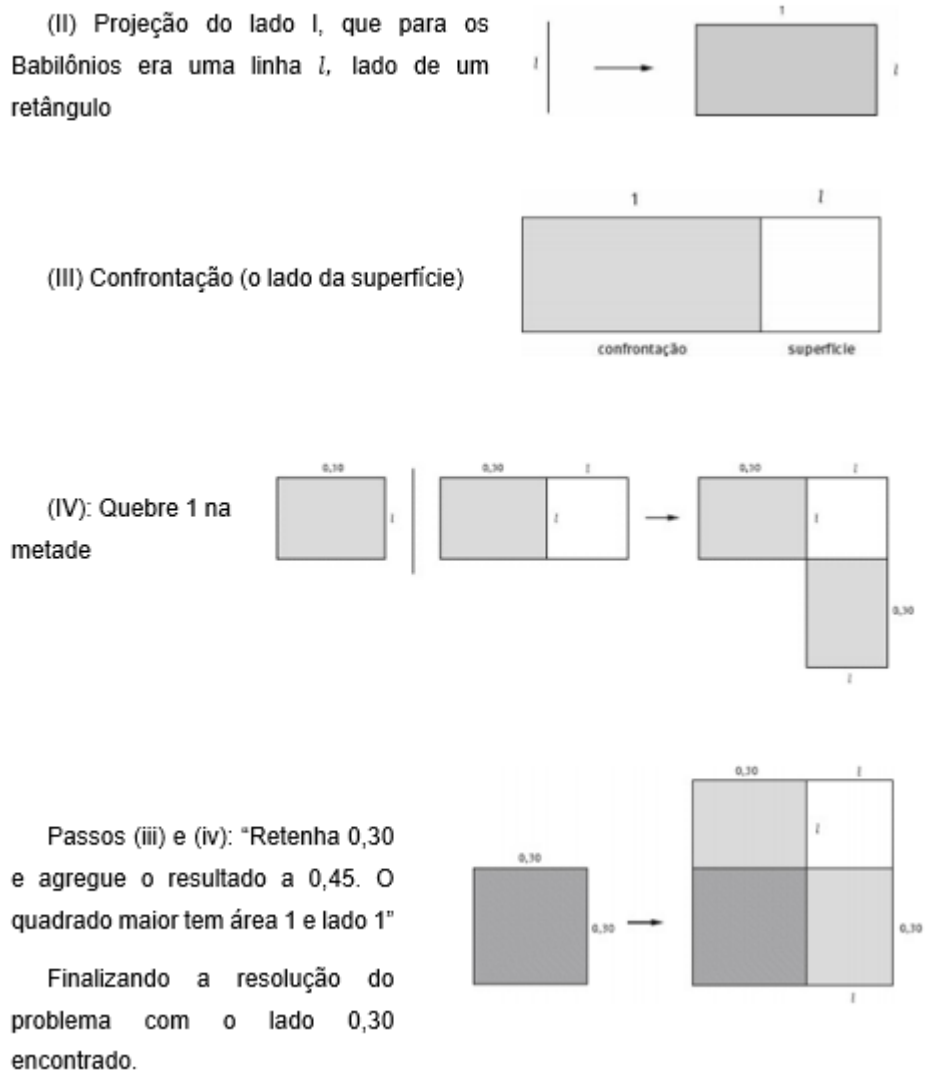 (II) Projeção do lado l, que para os
Babilônios era uma linha l, lado de um
retângulo
l
1
l
(III) Confrontação (o lado da superfície)
1
l
confrontação
superfície
(IV): Quebre 1 na
metade
0,30
l
0,30
l
l
0,30
l
l
0,30
l
Passos (iii) e (iv): “Retenha 0,30
e agregue o resultado a 0,45. O
quadrado maior tem área 1 e lado 1”
Finalizando a resolução do
problema com o lado 0,30
encontrado.
0,30
0,30
0,30
l
l
0,30
l